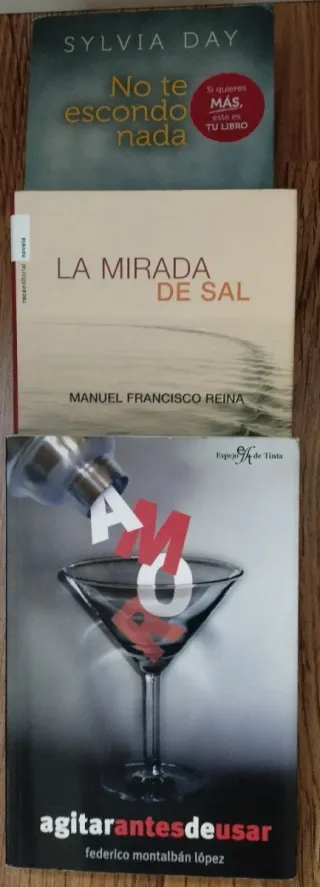 SYLVIA DAY
No te
escondo
nada
Si quieres
MÁS,
este es
TU LIBRO
rocaeditorial novela
LA MIRADA
DE SAL
MANUEL FRANCISCO REINA
Espejo de Tinta
AMOR
agitarantesdeusar
federico montalbán lópez